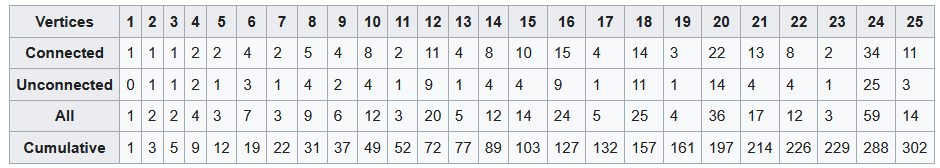 Vertices 1 2 3 4 5 6 7 8 9 10 11 12 13 14 15 16 17 18 19 20 21 22 23 24 25
Connected 1 1 1 2 2 4 2 5 4 8 2 11 4 8 10 15 4 14 3 22 13 8 2 34 11
Unconnected 0 1 1 2 1 3 1 4 2 4 1 9 1 4 4 9 1 11 1 14 4 4 1 25 3
All 1 2 2 4 3 7 3 9 6 12 3 20 5 12 14 24 5 25 4 36 17 12 3 59 14
Cumulative 1 3 5 9 12 19 22 31 37 49 52 72 77 89 103 127 132 157 161 197 214 226 229 288 302